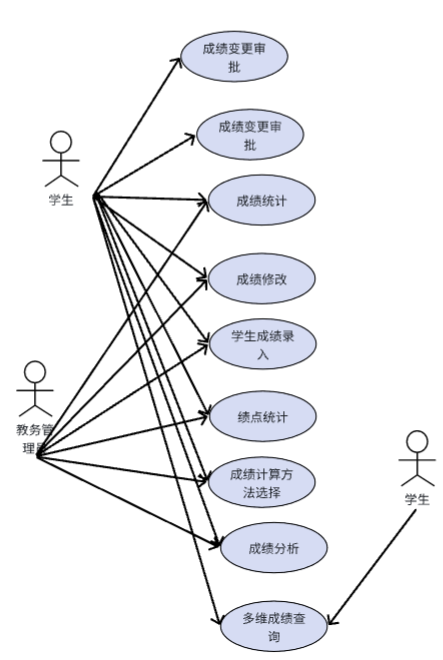 成绩变更审
批
成绩变更审
批
学生
成绩统计
成绩修改
学生成绩录
入
教务管
理员
绩点统计
成绩计算方
法选择
学生
成绩分析
多维成绩查
询